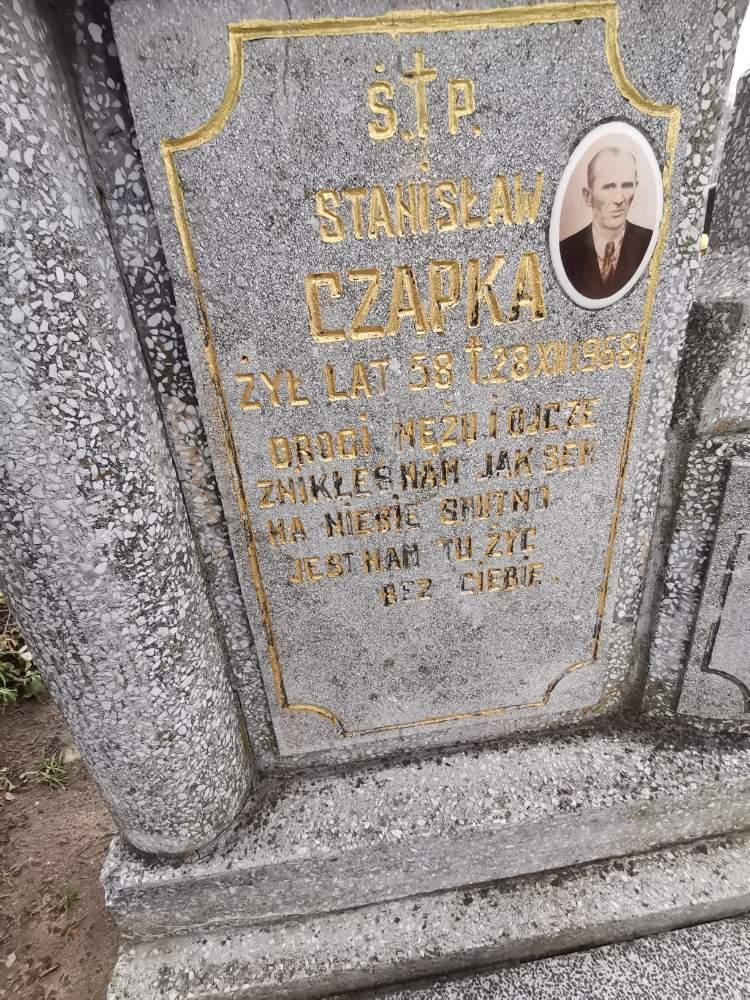 Ś.†P.
STANISŁAW
CZAPKA
ŻYŁ LAT 58 †.28 XII 1968
DROGI MĘŻU I OJCZE
ZNIKŁEŚ NAM JAK SEN
NA NIEBIE SMUTNO
JEST NAM TU ŻYĆ
BEZ CIEBIE.